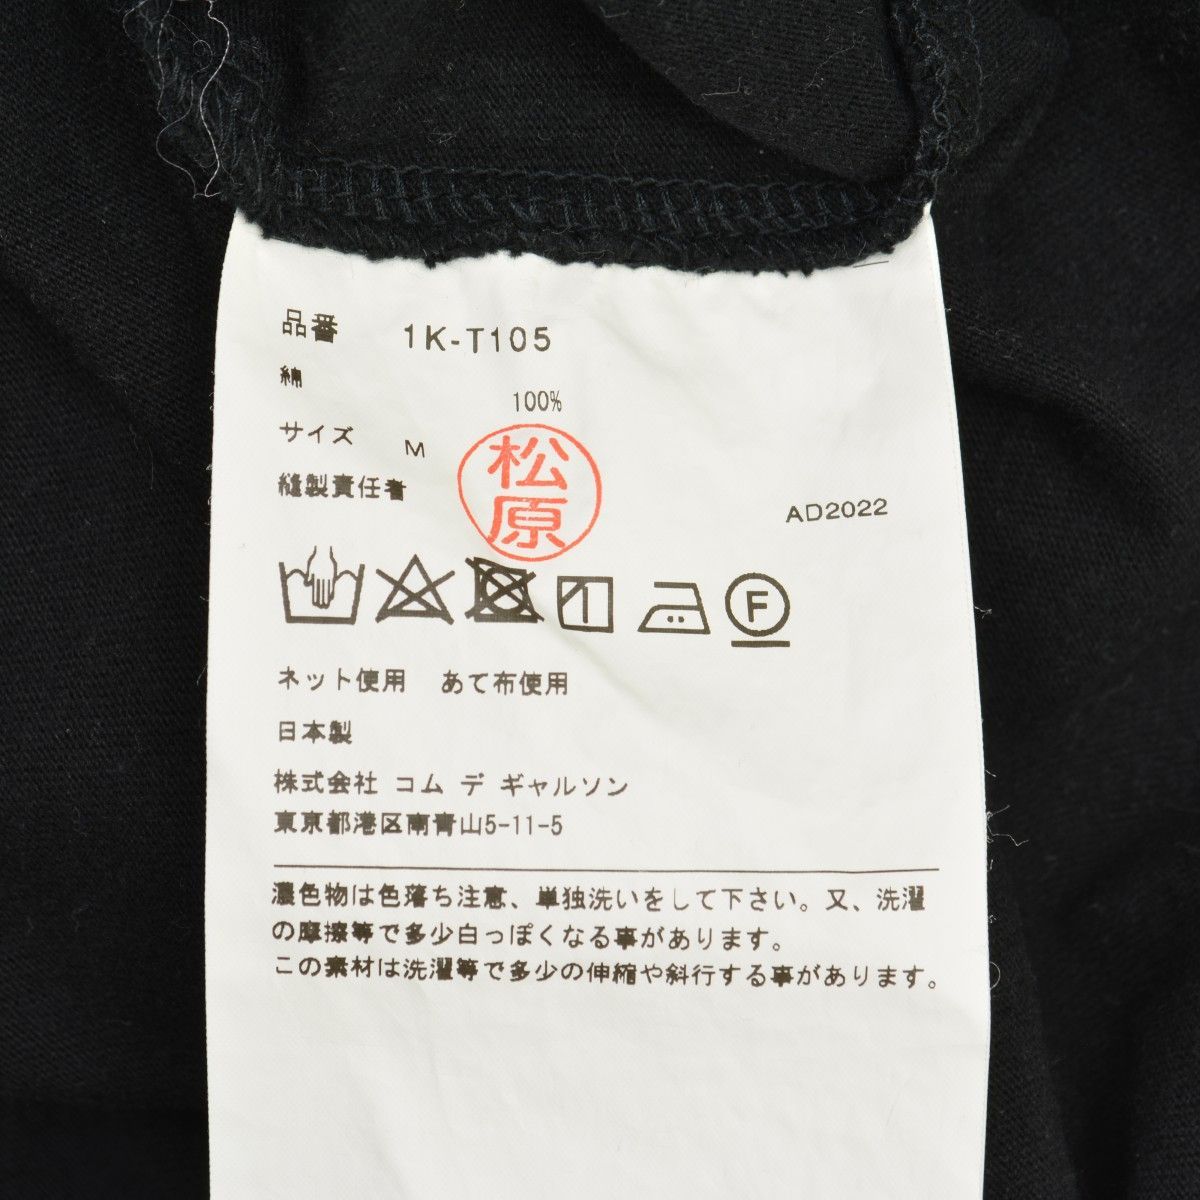 品番 1K-T105
綿
100%
サイズ M
縫製責任者
松原
AD2022
F
ネット使用 あて布使用
日本製
株式会社 コム デ ギャルソン
東京都港区南青山5-11-5
濃色物は色落ち注意、単独洗いをして下さい。又、洗濯
の摩擦等で多少白っぽくなる事があります。
この素材は洗濯等で多少の伸縮や斜行する事があります。